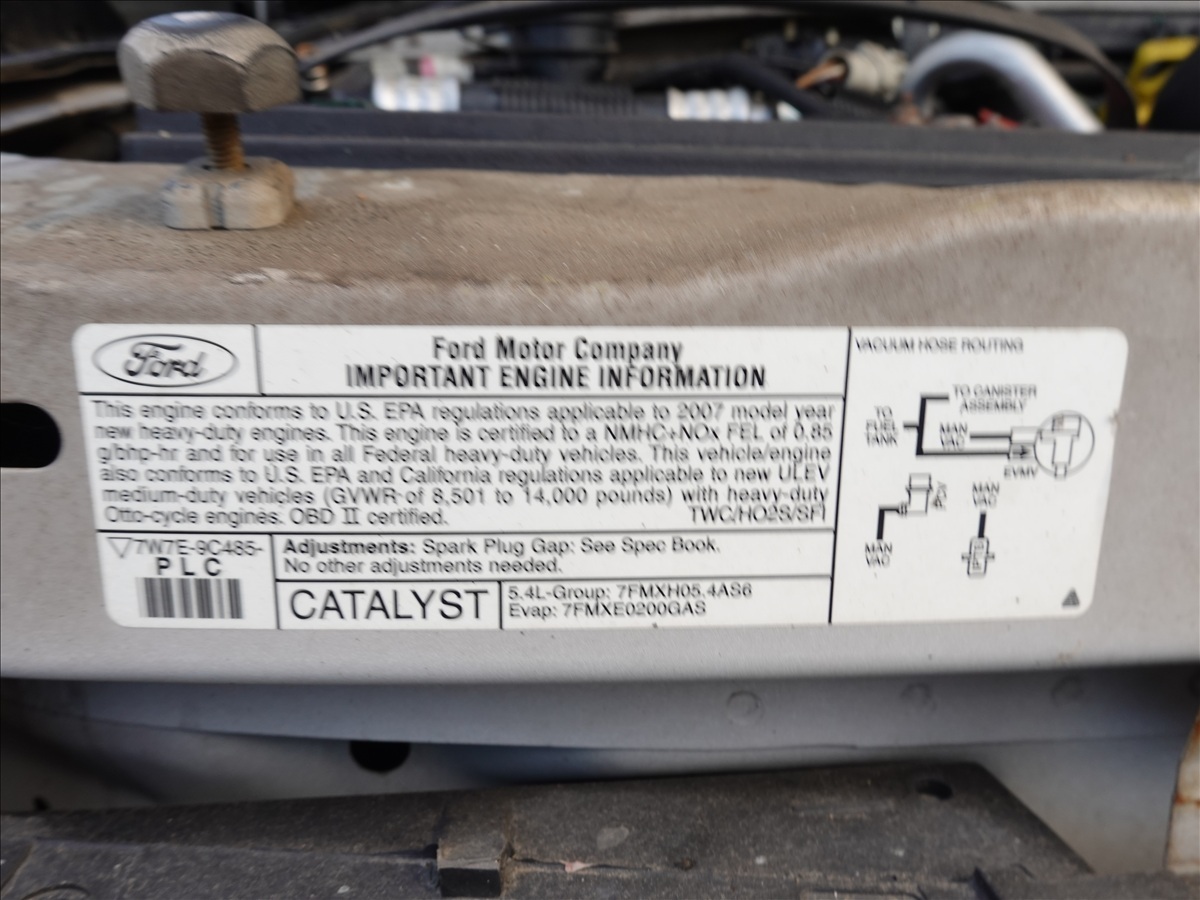 Ford
Ford Motor Company
IMPORTANT ENGINE INFORMATION
This engine conforms to U.S. EPA regulations applicable to 2007 model year
new heavy-duty engines. This engine is certified to a NMHC+NOx FEL of 0.85
g/bhp-hr and for use in all Federal heavy-duty vehicles. This vehicle/engine
also conforms to U.S. EPA and California regulations applicable to new ULEV
medium-duty vehicles (GVWR of 8,501 to 14,000 pounds) with heavy-duty
Otto-cycle engines. OBD II certified. TWC/HO2S/SFI
7W7E-9C485-
PLC
Adjustments: Spark Plug Gap: See Spec Book.
No other adjustments needed.
CATALYST
5.4L-Group: 7FMXH05.4AS6
Evap: 7FMXE0200GAS
VACUUM HOSE ROUTING
TO CANISTER
ASSEMBLY
TO
FUEL
TANK
MAN
VAC
EVMV
PCV
MAN
VAC
MAN
VAC